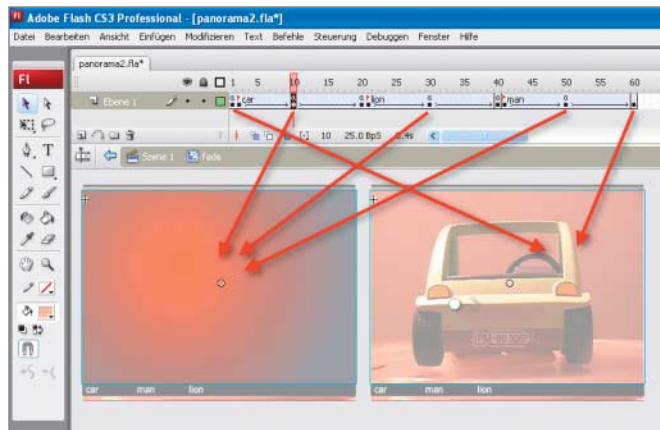 Adobe Flash CS3 Professional - [panorama2.fla*]
Datei Bearbeiten Ansicht Einfügen Modifizieren Text Befehle Steuerung Debuggen Fenster Hilfe
panorama2.fla*
Fl
1 5 10 15 20 25 30 35 40 45 50 55 60
Ebene 1 car lion man
10 25.0 BpS
Szene 1 Fade
car man lion
car man lion